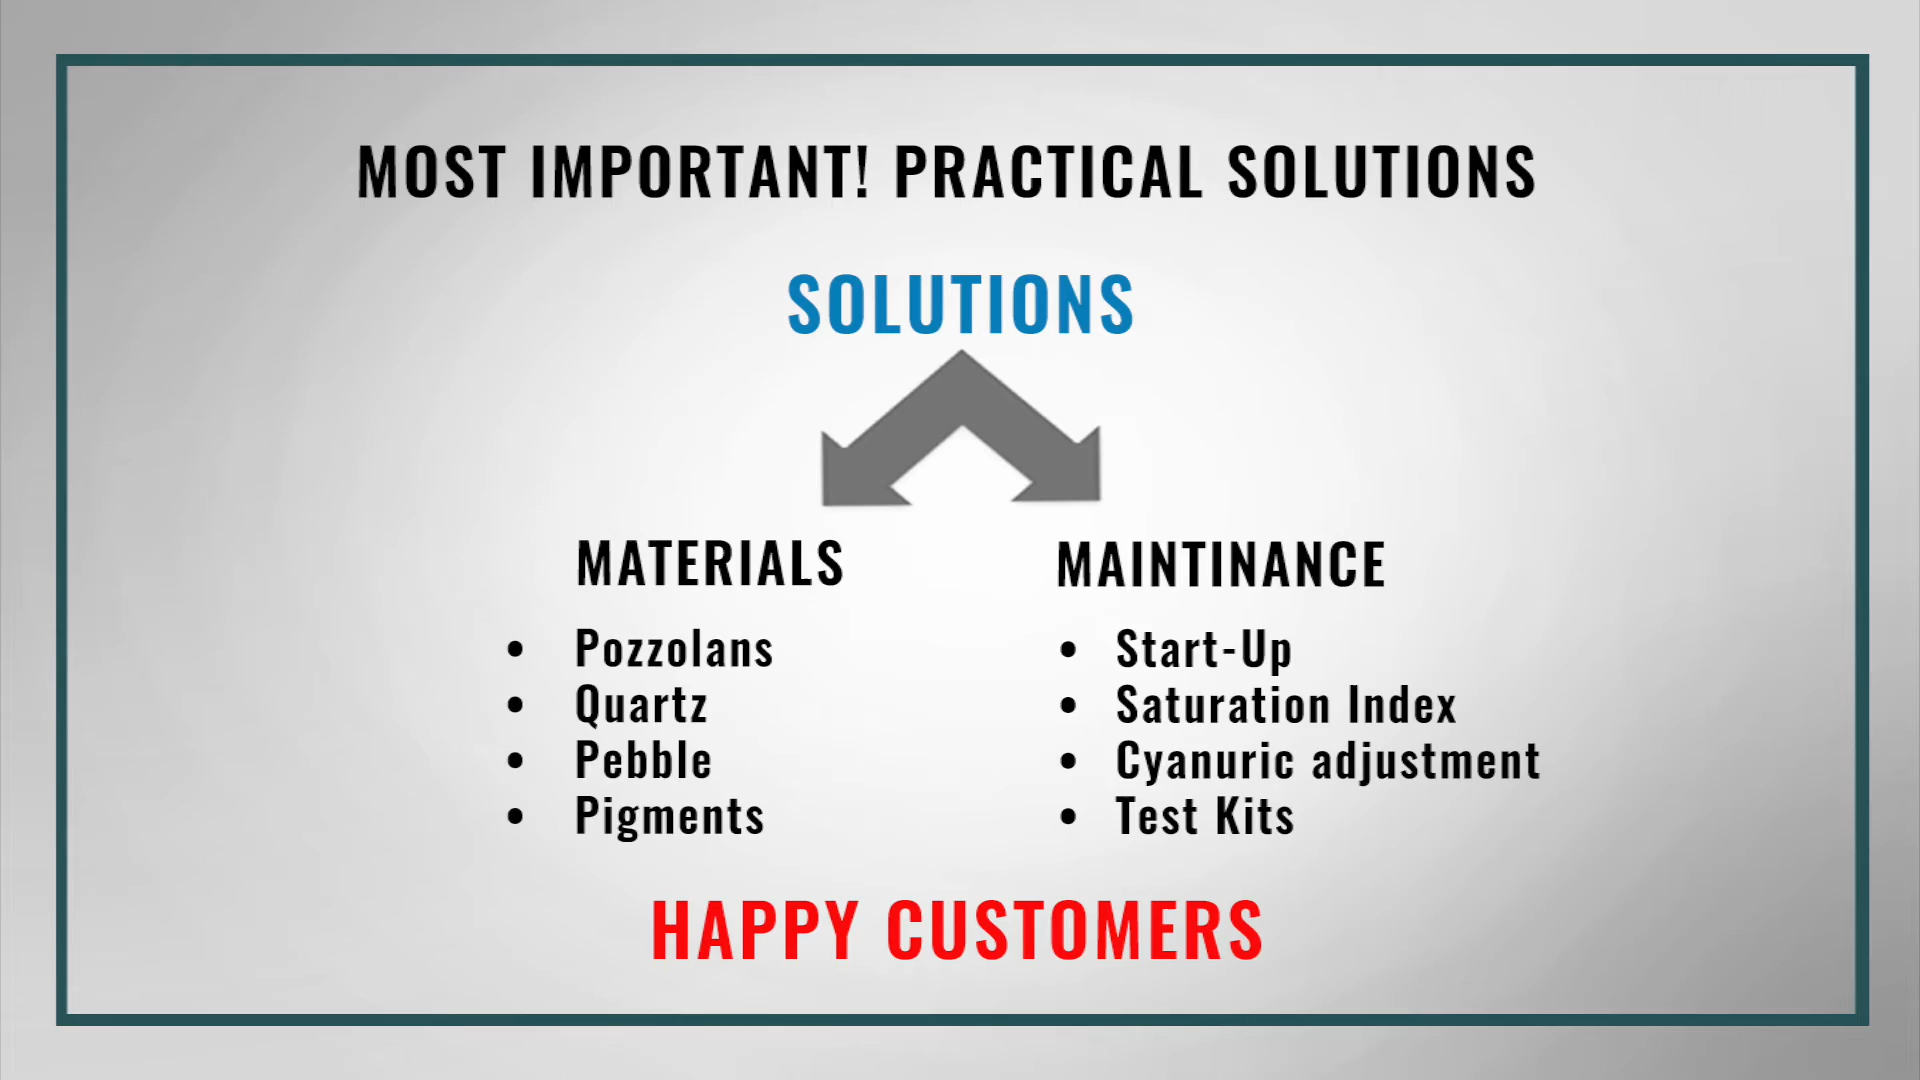 MOST IMPORTANT! PRACTICAL SOLUTIONS
SOLUTIONS
MATERIALS
• Pozzolans
• Quartz
• Pebble
• Pigments
MAINTINANCE
• Start-Up
• Saturation Index
• Cyanuric adjustment
• Test Kits
HAPPY CUSTOMERS